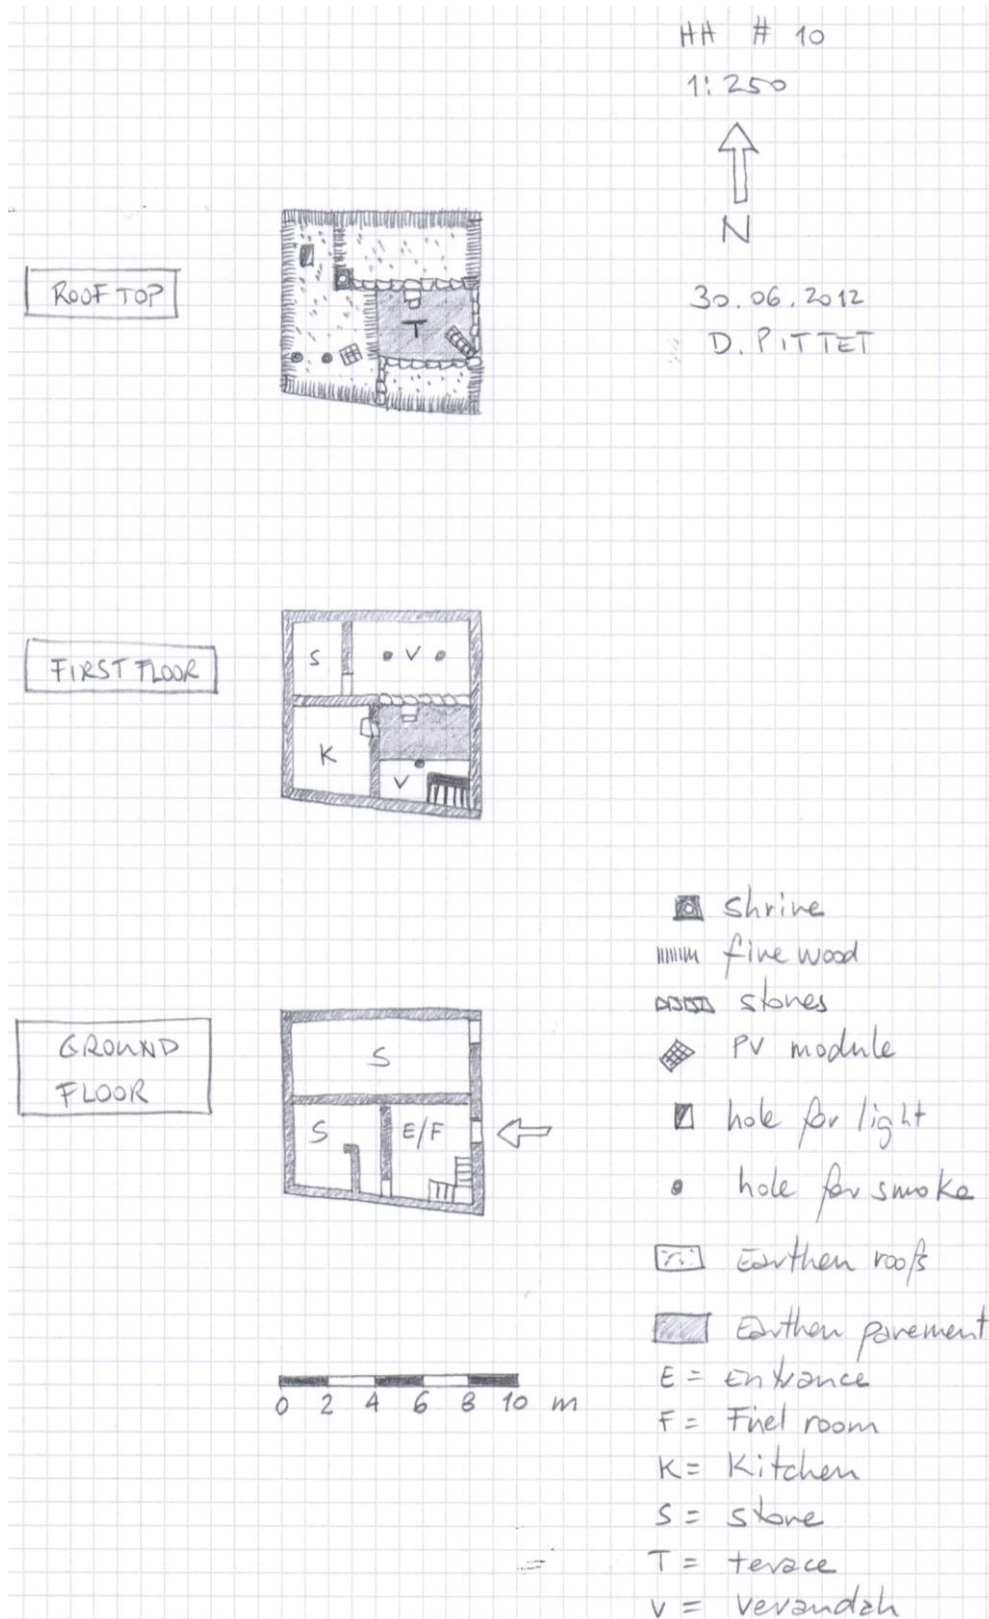 HH # 10
1:250
N
30.06.2012
D. PITTET
ROOF TOP
T
FIRST FLOOR
S
V
K
V
GROUND
FLOOR
S
S
E/F
0 2 4 6 8 10 m
shrine
fire wood
stones
PV module
hole for light
hole for smoke
Earthen roofs
Earthen pavement
E = Entrance
F = Fuel room
K = Kitchen
S = store
T = terace
V = verandah